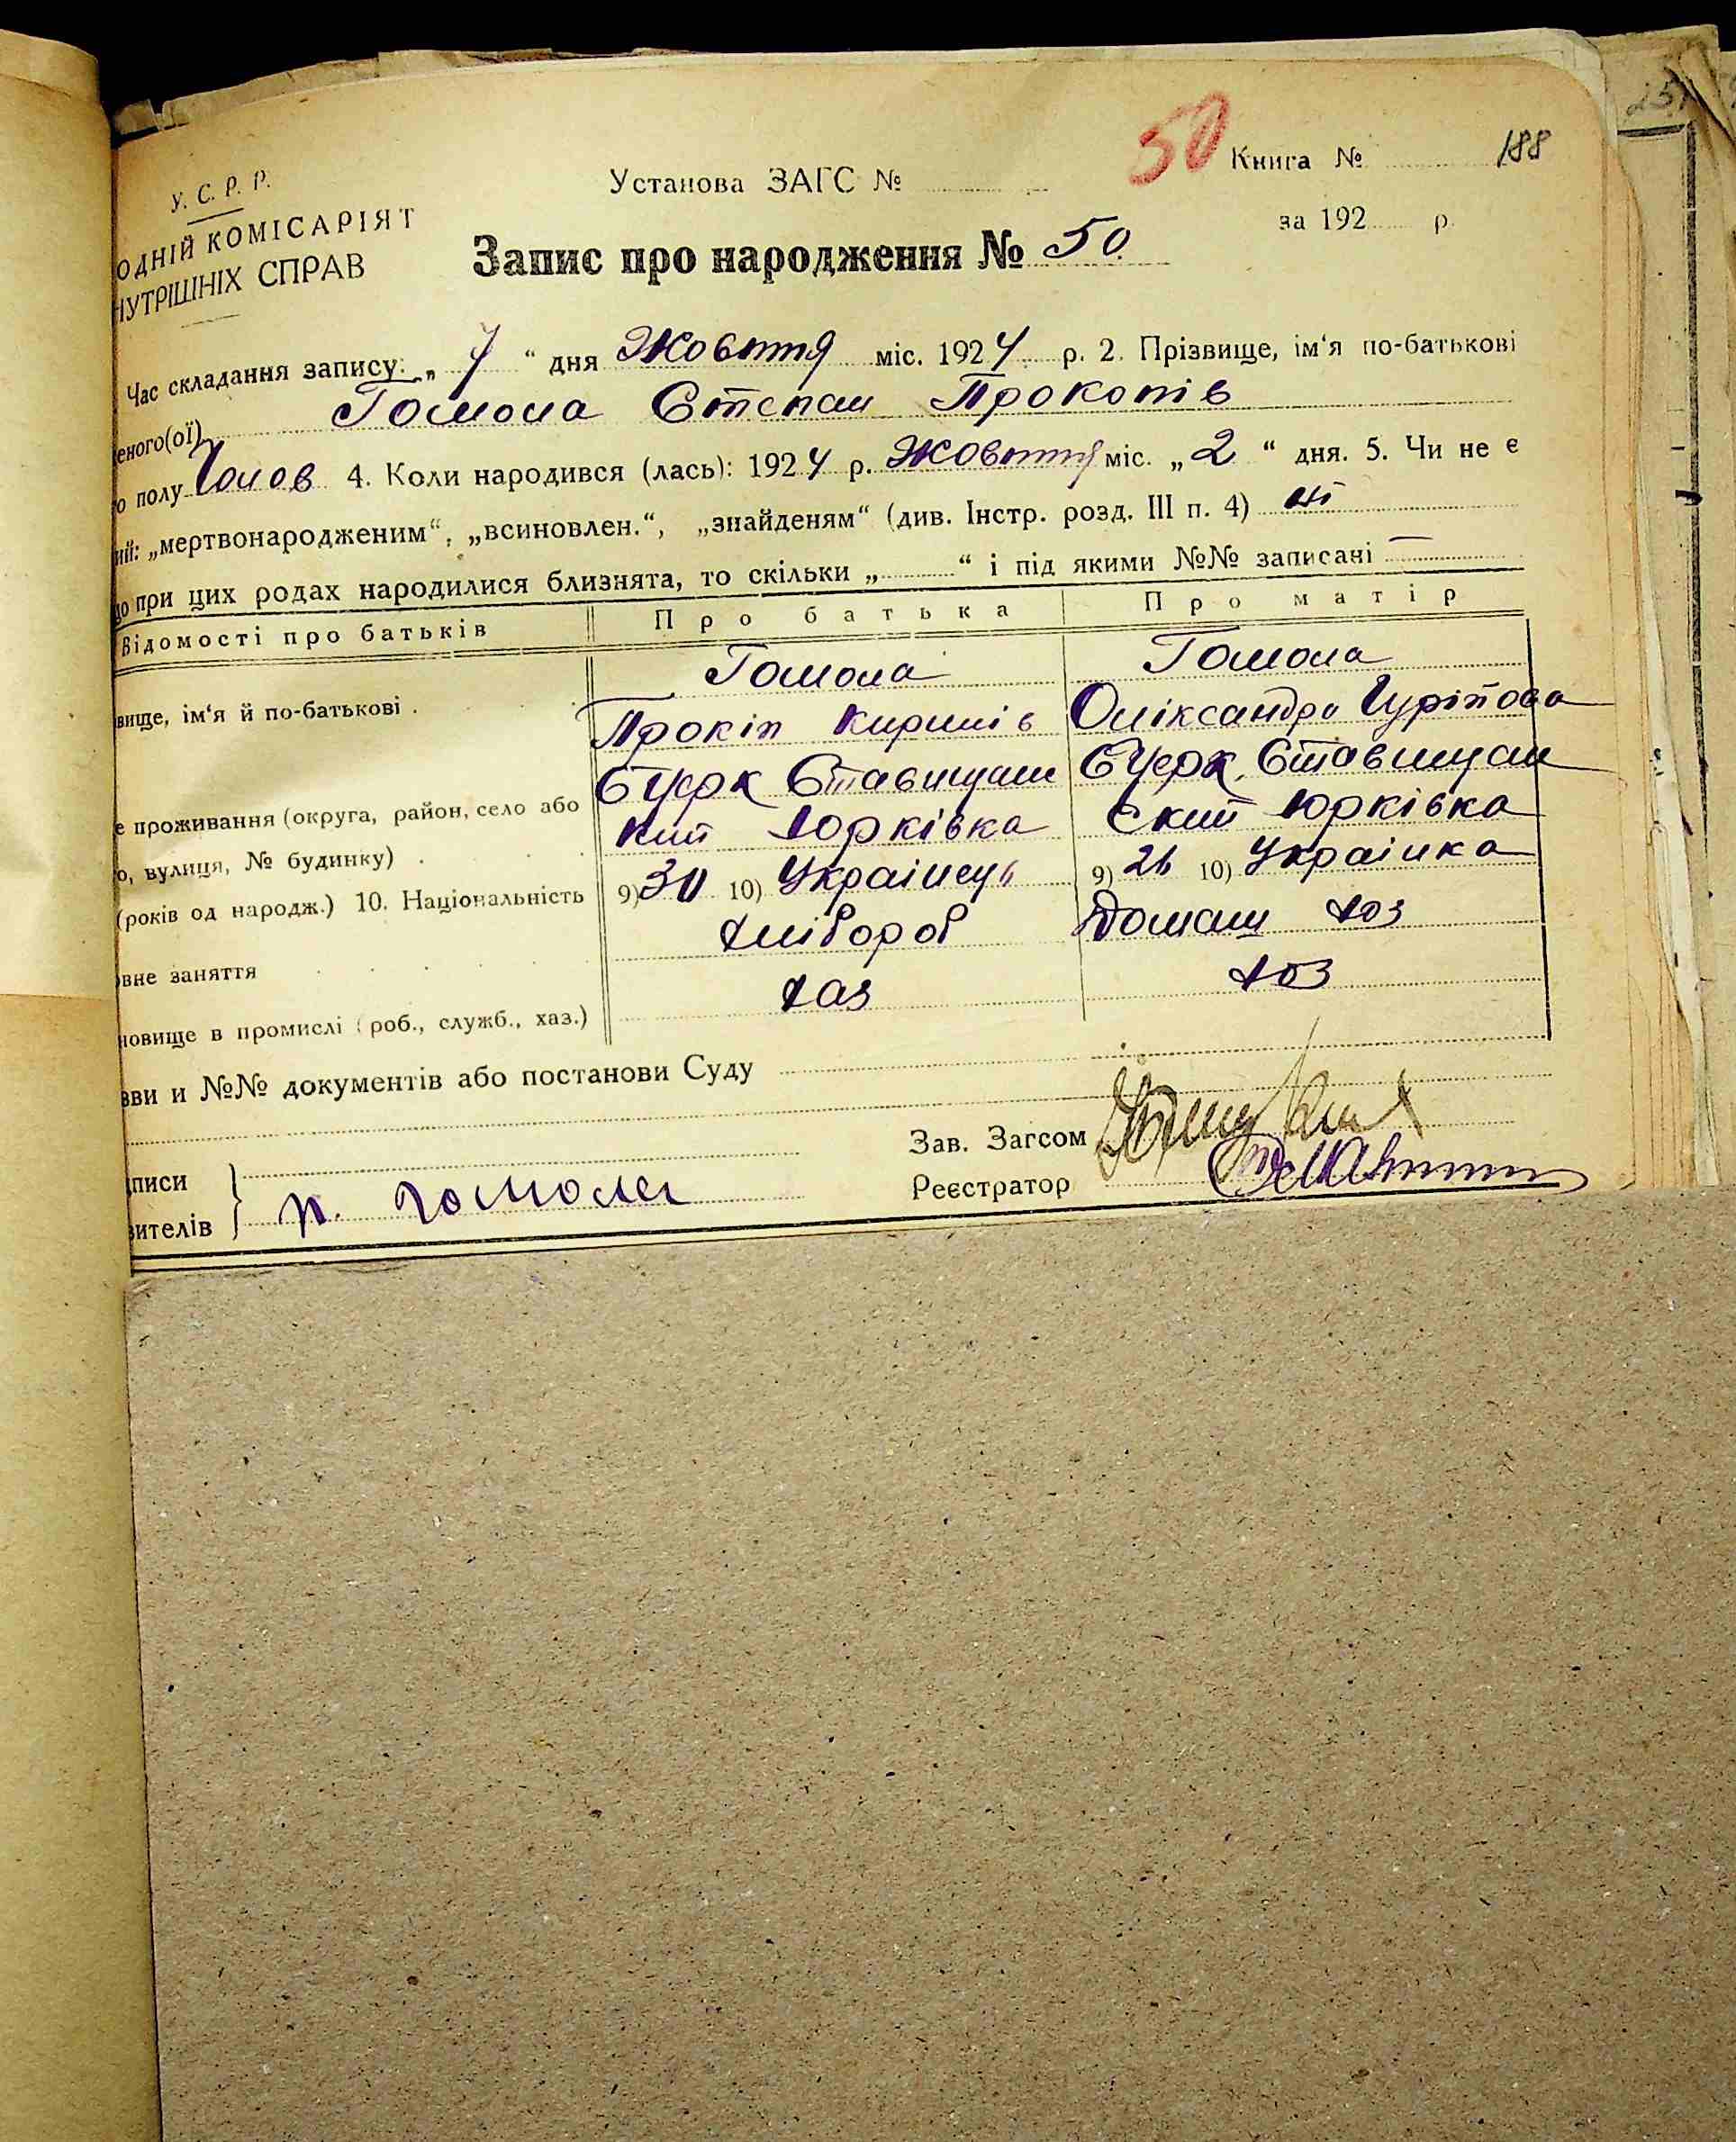 188
50 Книга №
У. С. Р. Р.
Установа ЗАГС №
за 192 р.
ОДНІЙ КОМІСАРІЯТ
НУТРІШНІХ СПРАВ
Запис про народження № 50
Час складання запису: „ 7 “ дня Жовтня міс. 1924 р. 2. Прізвище, ім‘я по-батькові
еного(ої) Гомола Степан Прокопів
о полу Чолов 4. Коли народився (лась): 1924 р. Жовтня міс. „ 2 “ дня. 5. Чи не є
ий: „мертвонародженим“, „всиновлен.“, „знайденям“ (див. Інстр. розд. III п. 4) ні
що при цих родах народилися близнята, то скільки „ “ і під якими №№ записані —
Відомості про батьків Про батька Про матір
Гомола Гомола
вище, ім‘я й по-батькові . Прокіп Кирилів Оліксандра Гурітова
Ставищан Ставищан
е проживання (округа, район, село або кий Юрківка ский Юрківка
о, вулиця, № будинку) .
(років од народж.) 10. Національність 9) 30 10) Українець 9) 26 10) Українка
хлібороб Домаш хоз
вне заняття
хаз хоз
новище в промислі (роб., служб., хаз.)
зви и №№ документів або постанови Суду
Зав. Загсом
писи
вителів п. гомола
Реєстратор